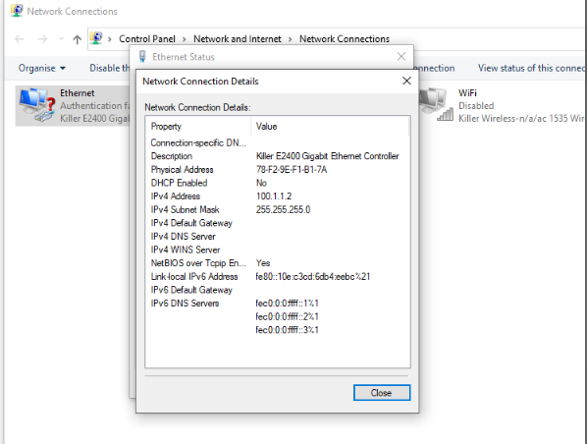 Network Connections
Control Panel > Network and Internet > Network Connections
Organise Disable th
Ethernet Status
nnection View status of this connec
Ethernet
Authentication fa
Killer E2400 Gigal
WiFi
Disabled
Killer Wireless-n/a/ac 1535 Wir
Network Connection Details
Network Connection Details:
Property Value
Connection-specific DN...
Description Killer E2400 Gigabit Ethernet Controller
Physical Address 78-F2-9E-F1-B1-7A
DHCP Enabled No
IPv4 Address 100.1.1.2
IPv4 Subnet Mask 255.255.255.0
IPv4 Default Gateway
IPv4 DNS Server
IPv4 WINS Server
NetBIOS over Tcpip En... Yes
Link-local IPv6 Address fe80::10e:c3cd:6db4:eebc%21
IPv6 Default Gateway
IPv6 DNS Servers fec0:0:0:ffff::1%1
fec0:0:0:ffff::2%1
fec0:0:0:ffff::3%1
Close